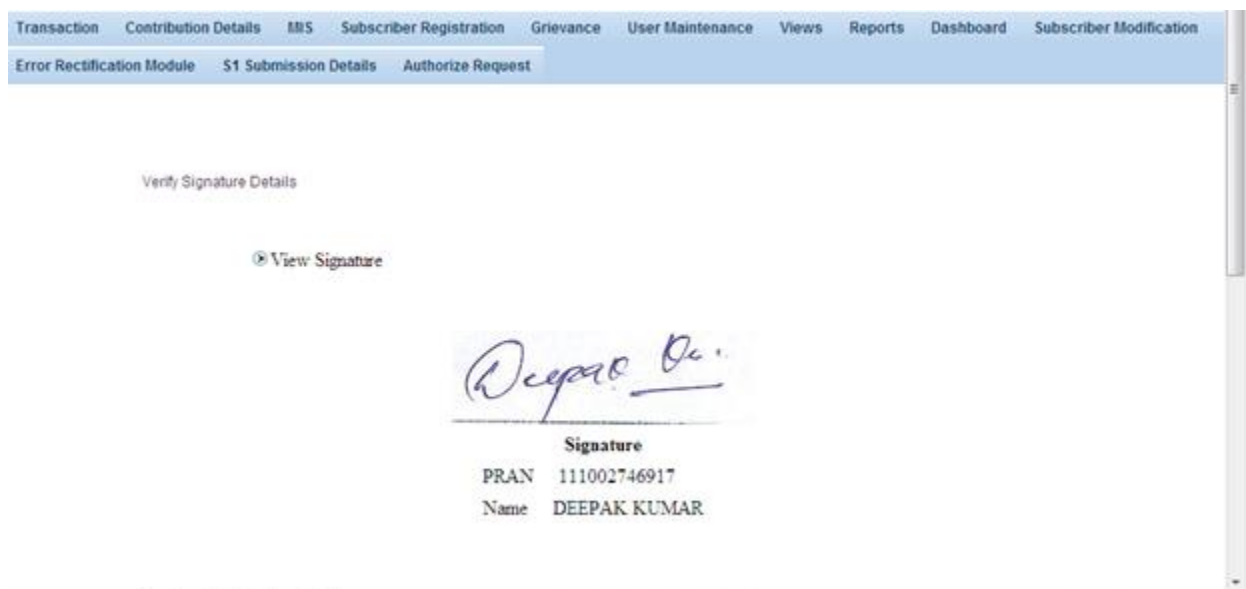 Transaction Contribution Details MIS Subscriber Registration Grievance User Maintenance Views Reports Dashboard Subscriber Modification
Error Rectification Module S1 Submission Details Authorize Request
Verify Signature Details
View Signature
Deepak
Signature
PRAN 111002746917
Name DEEPAK KUMAR